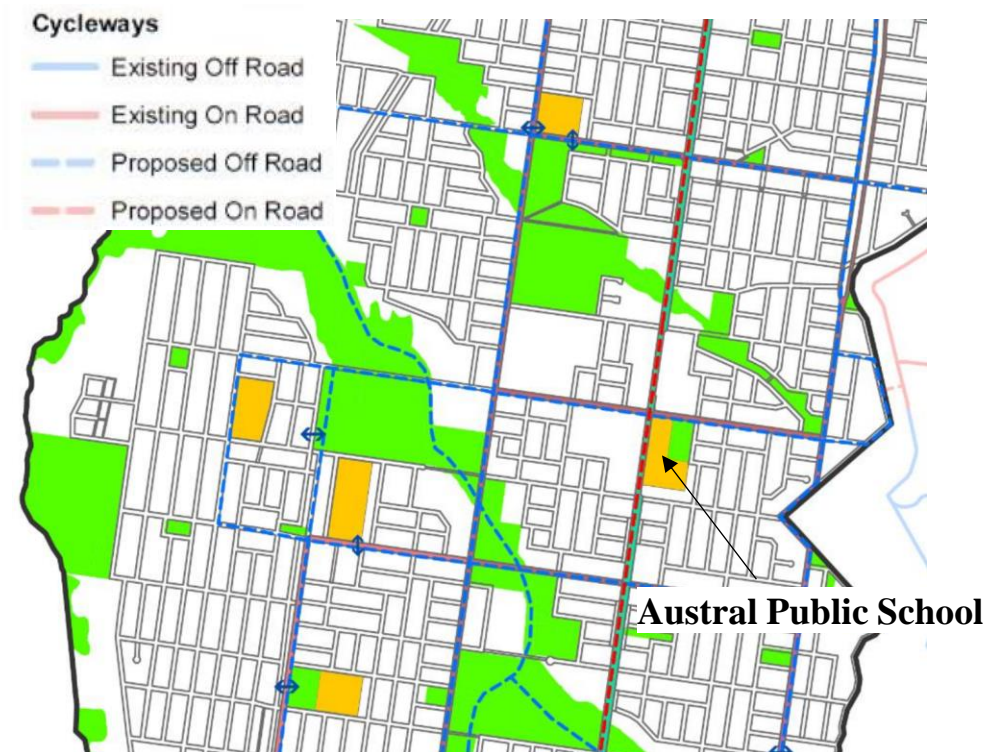 Cycleways
Existing Off Road
Existing On Road
Proposed Off Road
Proposed On Road
Austral Public School